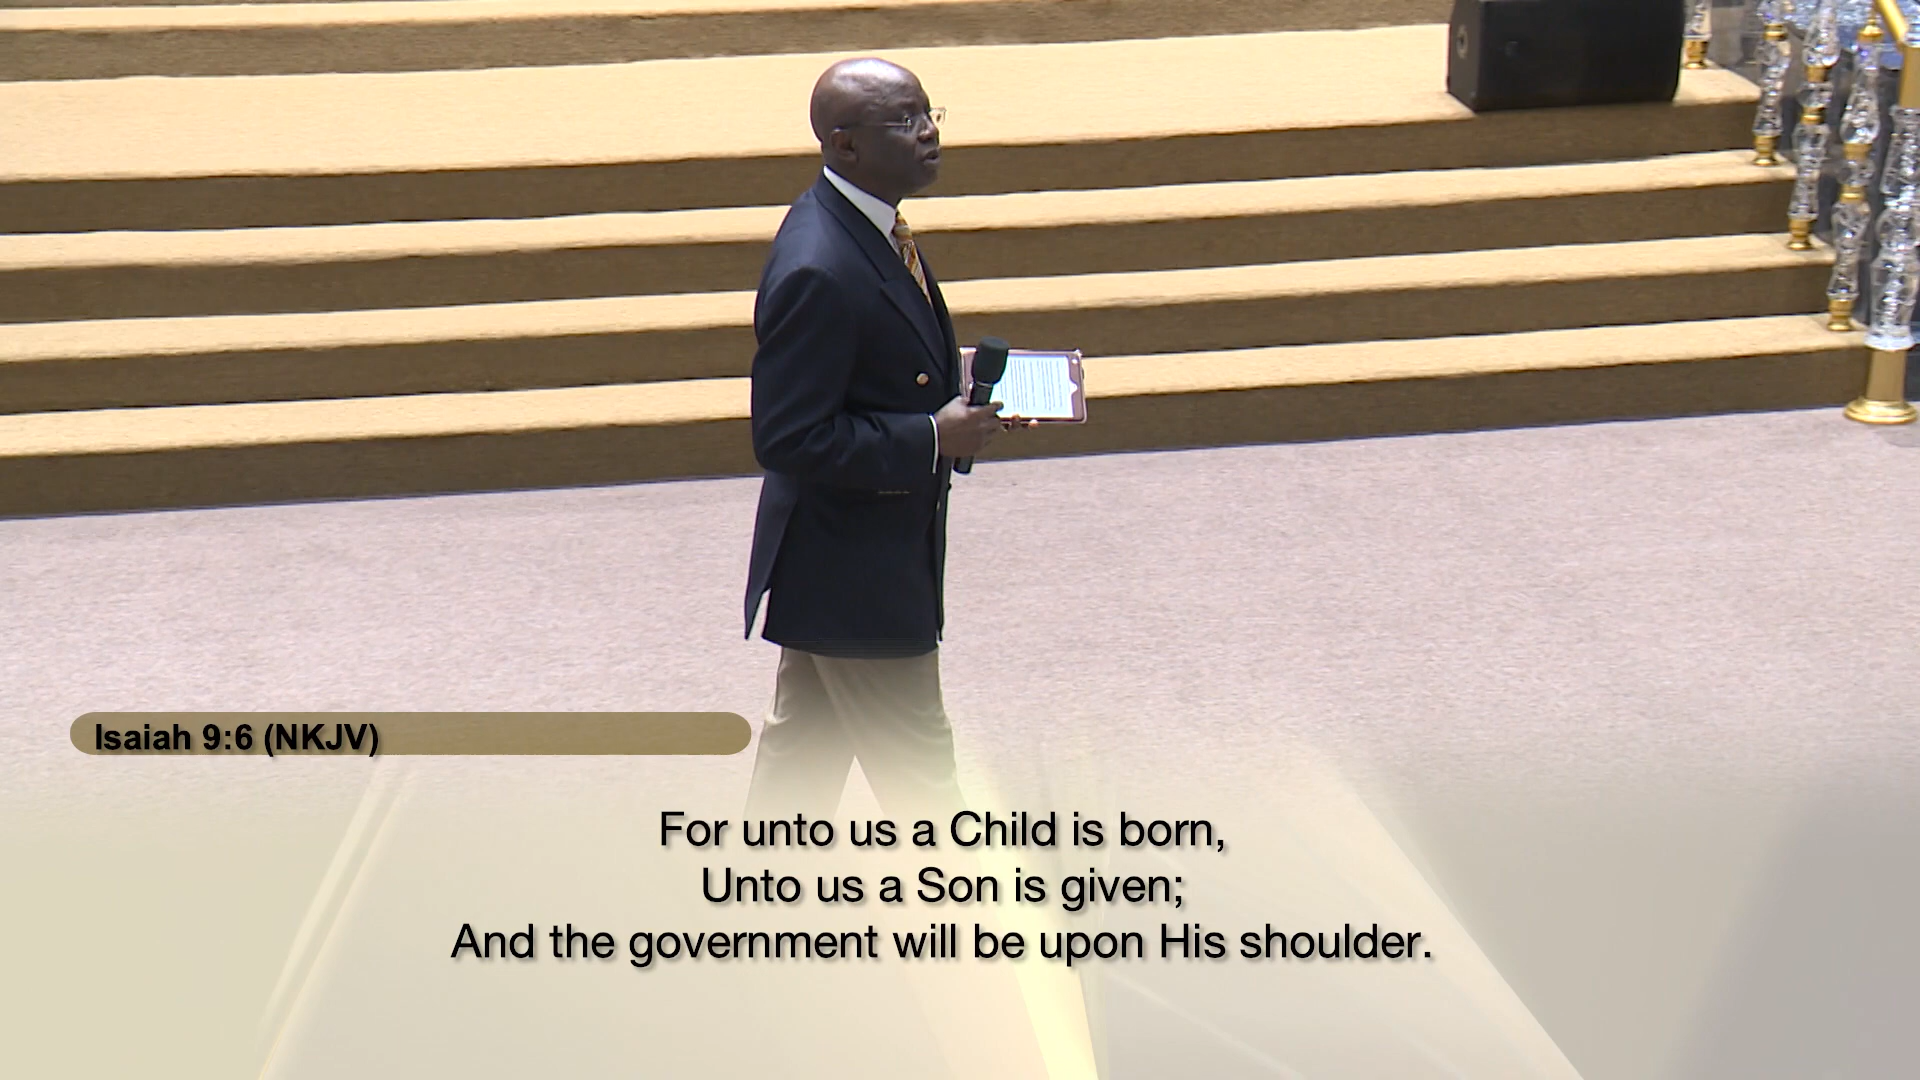 Isaiah 9:6 (NKJV)
For unto us a Child is born,
Unto us a Son is given;
And the government will be upon His shoulder.